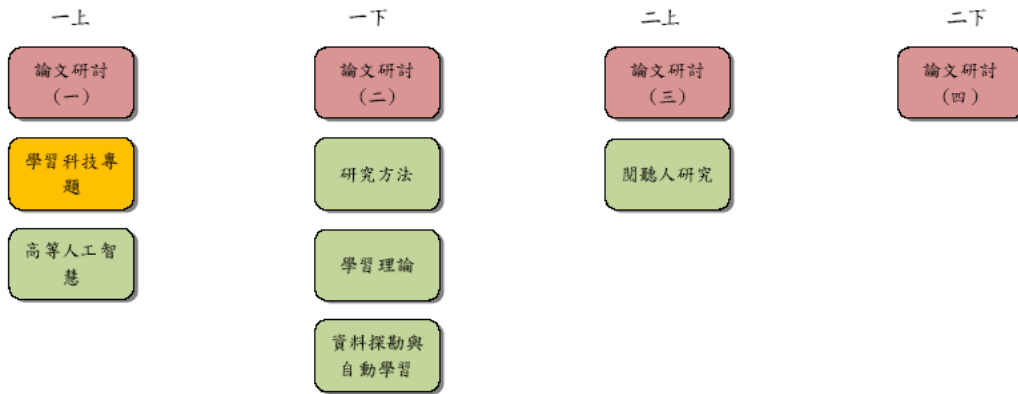 一上
一下
二上
二下
論文研討
(一)
論文研討
(二)
論文研討
(三)
論文研討
(四)
學習科技專
題
研究方法
閱聽人研究
高等人工智
慧
學習理論
資料探勘與
自動學習